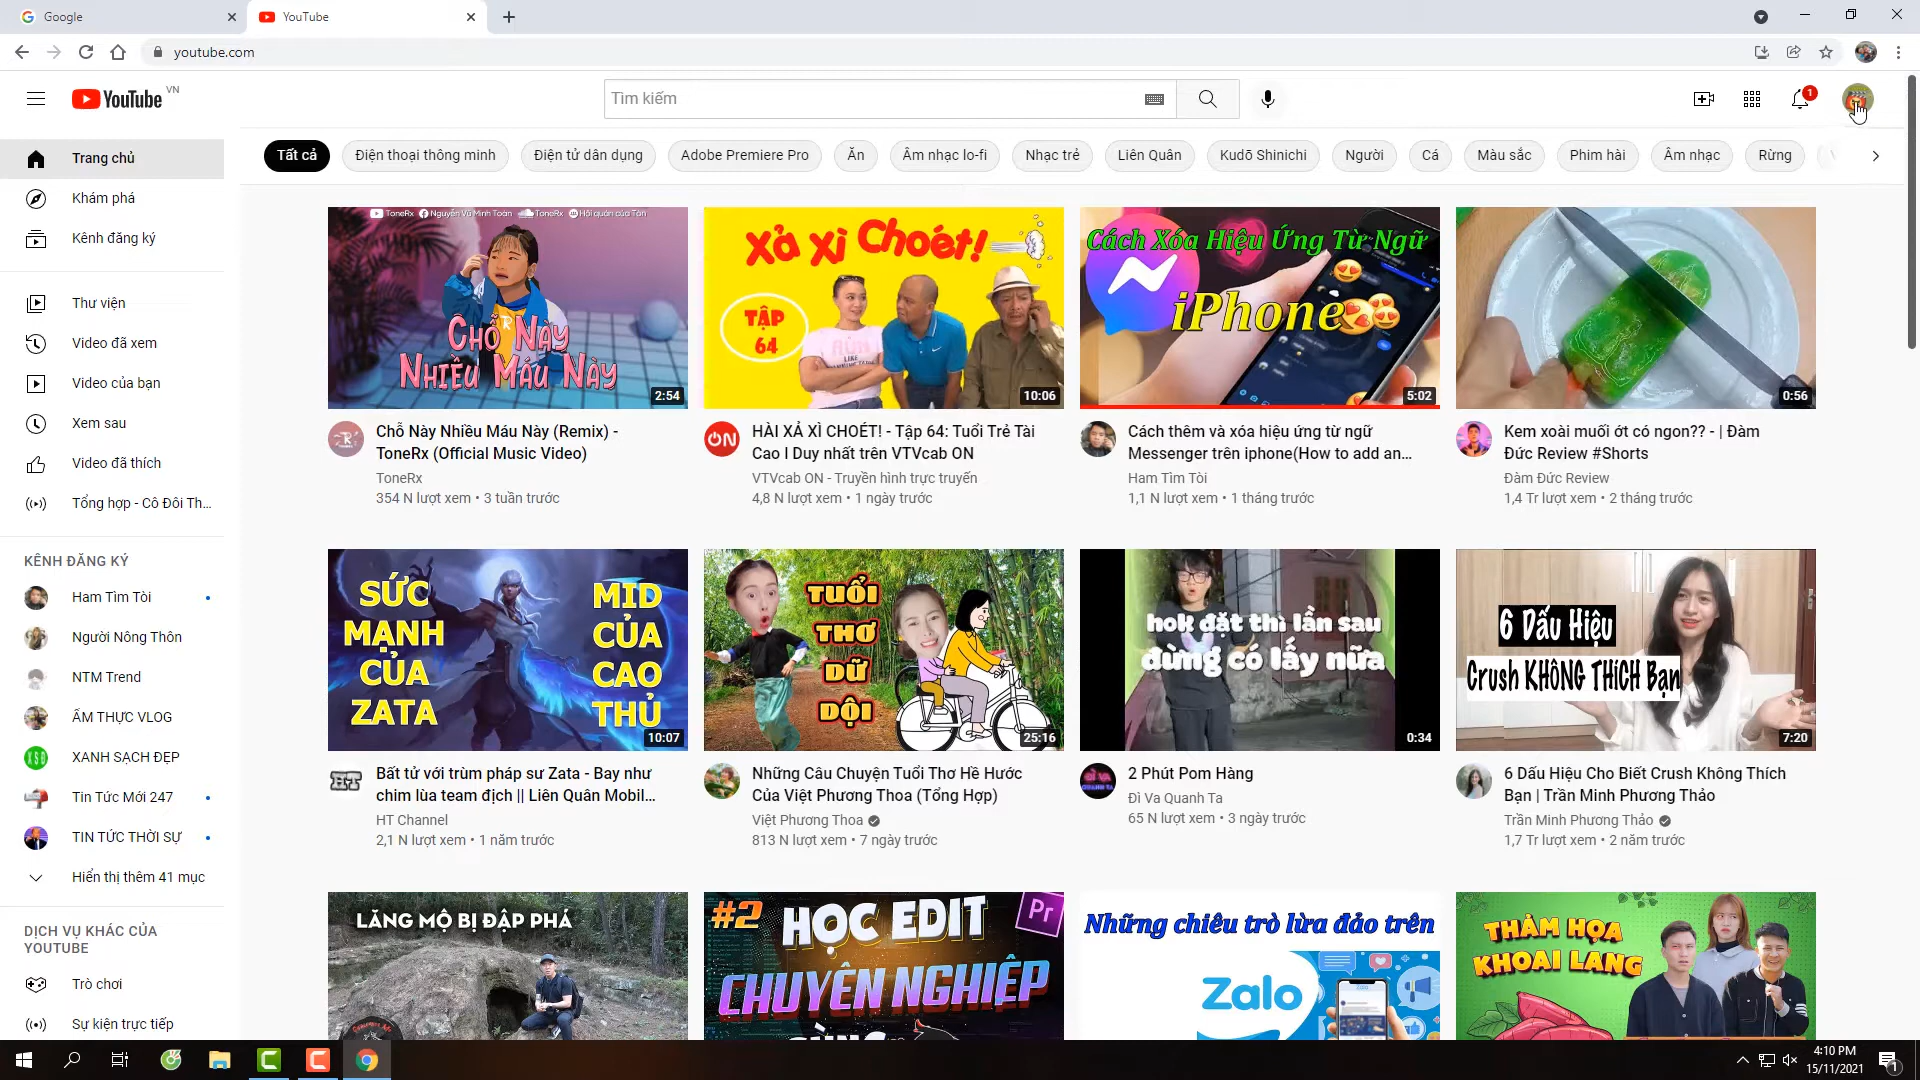 Google
YouTube
youtube.com
YouTube VN
Tìm kiếm
1
Tất cả
Điện thoại thông minh
Điện tử dân dụng
Adobe Premiere Pro
Ăn
Âm nhạc lo-fi
Nhạc trẻ
Liên Quân
Kudō Shinichi
Người
Cá
Màu sắc
Phim hài
Âm nhạc
Rừng
Trang chủ
Khám phá
Kênh đăng ký
Thư viện
Video đã xem
Video của bạn
Xem sau
Video đã thích
Tổng hợp - Cô Đôi Th...
KÊNH ĐĂNG KÝ
Ham Tìm Tòi
Người Nông Thôn
NTM Trend
ẨM THỰC VLOG
XANH SẠCH ĐẸP
Tin Tức Mới 247
TIN TỨC THỜI SỰ
Hiển thị thêm 41 mục
DỊCH VỤ KHÁC CỦA
YOUTUBE
Trò chơi
Sự kiện trực tiếp
ToneRx Nguyễn Vũ Minh Toàn ToneRx Hội quán của Tôn
CHỖ NÀY
NHIỀU MÁU NÀY
2:54
Chỗ Này Nhiều Máu Này (Remix) -
ToneRx (Official Music Video)
ToneRx
354 N lượt xem • 3 tuần trước
Xả Xì Choét!
TẬP
64
10:06
ON
HÀI XẢ XÌ CHOÉT! - Tập 64: Tuổi Trẻ Tài
Cao I Duy nhất trên VTVcab ON
VTVcab ON - Truyền hình trực tuyến
4,8 N lượt xem • 1 ngày trước
Cách Xóa Hiệu Ứng Từ Ngữ
iPhone
5:02
Cách thêm và xóa hiệu ứng từ ngữ
Messenger trên iphone(How to add an...
Ham Tìm Tòi
1,1 N lượt xem • 1 tháng trước
0:56
Kem xoài muối ớt có ngon?? - | Đàm
Đức Review #Shorts
Đàm Đức Review
1,4 Tr lượt xem • 2 tháng trước
SỨC
MẠNH
CỦA
ZATA
MID
CỦA
CAO
THỦ
10:07
HT
Bất tử với trùm pháp sư Zata - Bay như
chim lùa team địch || Liên Quân Mobil...
HT Channel
2,1 N lượt xem • 1 năm trước
TUỔI
THƠ
DỮ
DỘI
25:16
Những Câu Chuyện Tuổi Thơ Hề Hước
Của Việt Phương Thoa (Tổng Hợp)
Việt Phương Thoa
813 N lượt xem • 7 ngày trước
hok đặt thì lần sau
đừng có lấy nữa
0:34
2 Phút Pom Hàng
Đi Va Quanh Ta
65 N lượt xem • 3 ngày trước
6 Dấu Hiệu
Crush KHÔNG THÍCH Bạn
7:20
6 Dấu Hiệu Cho Biết Crush Không Thích
Bạn | Trần Minh Phương Thảo
Trần Minh Phương Thảo
1,7 Tr lượt xem • 2 năm trước
LĂNG MỘ BỊ ĐẬP PHÁ
#2 HỌC EDIT
CHUYÊN NGHIỆP
CÙNG
Pr
Những chiêu trò lừa đảo trên
Zalo
THẢM HỌA
KHOAI LANG
4:10 PM
15/11/2021
1